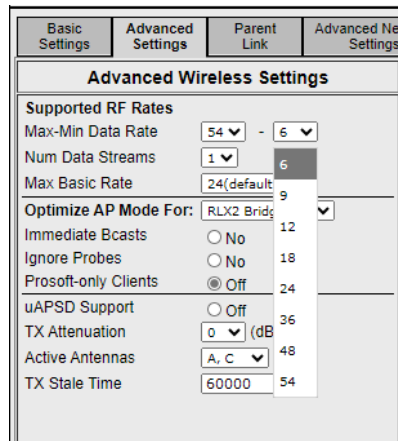 Basic Settings Advanced Settings Parent Link Advanced Ne Settings
Advanced Wireless Settings
Supported RF Rates
Max-Min Data Rate 54 - 6
Num Data Streams 1
Max Basic Rate 24(default
Optimize AP Mode For: RLX2 Bridg
Immediate Bcasts No
Ignore Probes No
Prosoft-only Clients Off
uAPSD Support Off
TX Attenuation 0 (dB
Active Antennas A, C
TX Stale Time 60000
6
9
12
18
24
36
48
54